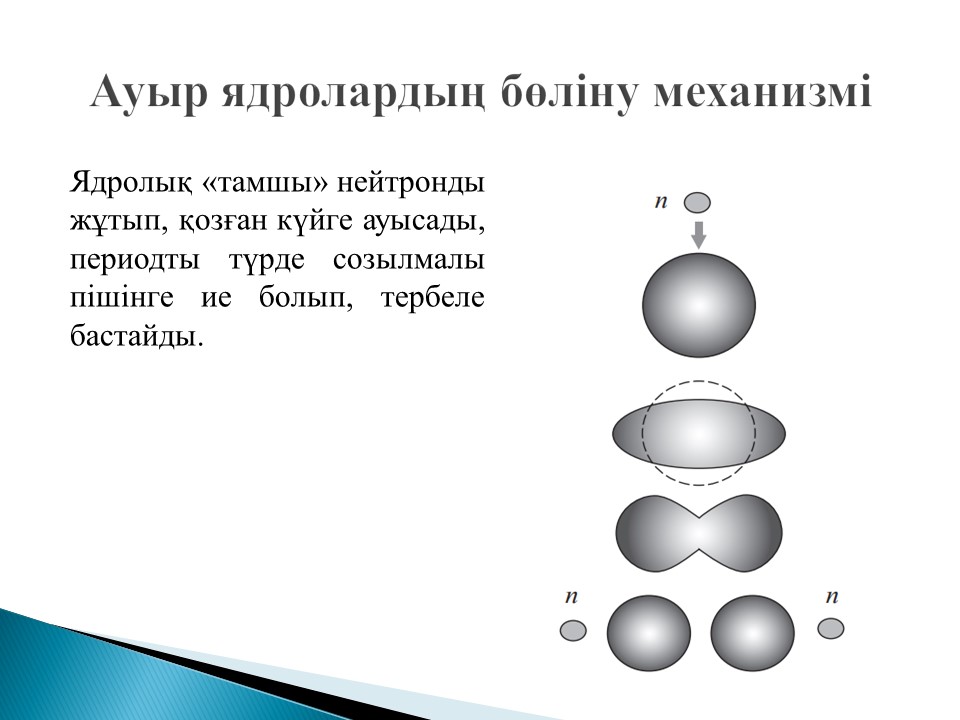 Ауыр ядролардың бөліну механизмі
Ядролық «тамшы» нейтронды
жұтып, қозған күйге ауысады,
периодты түрде созылмалы
пішінге ие болып, тербеле
бастайды.
n
n
n